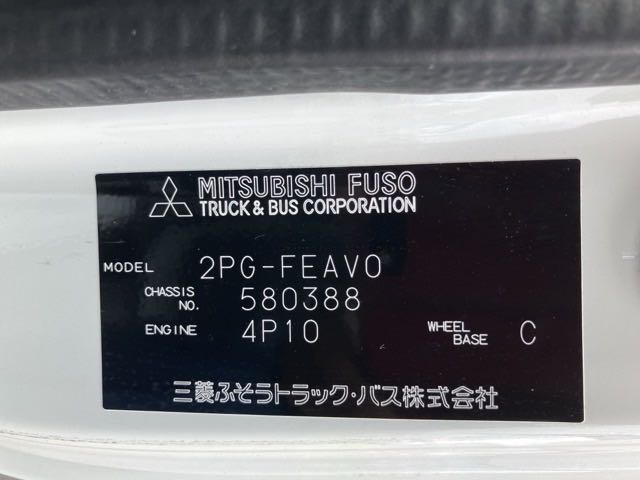 MITSUBISHI FUSO
TRUCK & BUS CORPORATION
MODEL 2PG-FEAV0
CHASSIS NO. 580388
ENGINE 4P10 WHEEL BASE C
三菱ふそうトラック・バス株式会社